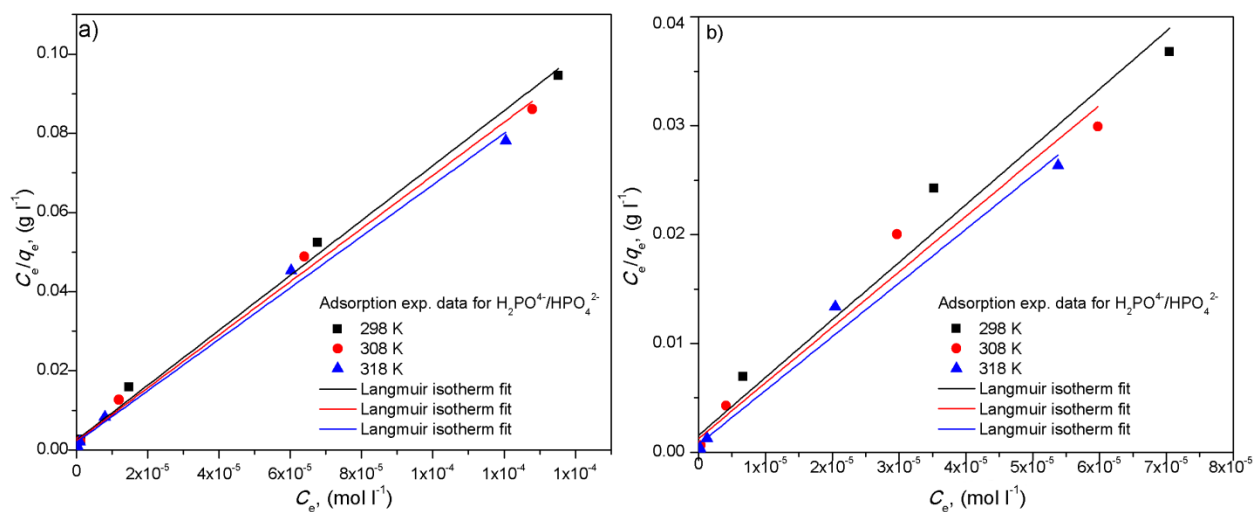 a)
0.10
0.08
0.06
0.04
0.02
0.00
Ce/qe, (g l⁻¹)
Adsorption exp. data for H₂PO⁴⁻/HPO₄²⁻
298 K
308 K
318 K
Langmuir isotherm fit
Langmuir isotherm fit
Langmuir isotherm fit
0 2x10⁻⁵ 4x10⁻⁵ 6x10⁻⁵ 8x10⁻⁵ 1x10⁻⁴ 1x10⁻⁴ 1x10⁻⁴
Ce, (mol l⁻¹)
b)
0.04
0.03
0.02
0.01
0.00
Ce/qe, (g l⁻¹)
Adsorption exp. data for H₂PO⁴⁻/HPO₄²⁻
298 K
308 K
318 K
Langmuir isotherm fit
Langmuir isotherm fit
Langmuir isotherm fit
0 1x10⁻⁵ 2x10⁻⁵ 3x10⁻⁵ 4x10⁻⁵ 5x10⁻⁵ 6x10⁻⁵ 7x10⁻⁵ 8x10⁻⁵
Ce, (mol l⁻¹)